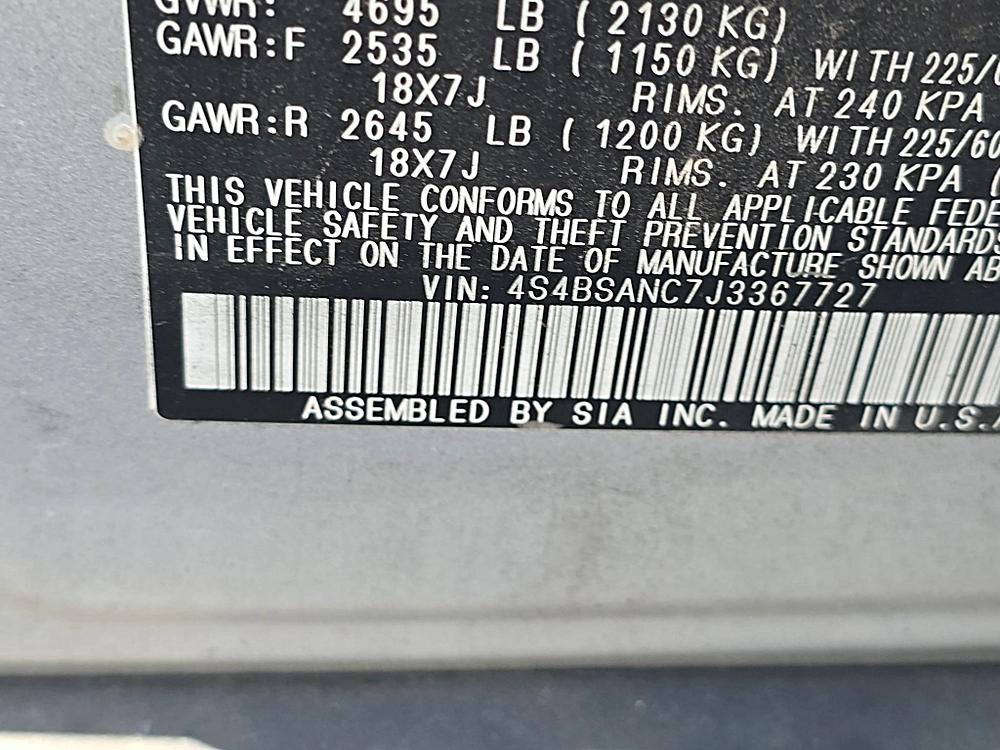 GVWR: 4695 LB ( 2130 KG)
GAWR:F 2535 LB ( 1150 KG) WITH 225/6
18X7J RIMS. AT 240 KPA
GAWR:R 2645 LB ( 1200 KG) WITH 225/60
18X7J RIMS. AT 230 KPA (
THIS VEHICLE CONFORMS TO ALL APPLICABLE FEDE
VEHICLE SAFETY AND THEFT PREVENTION STANDARDS
IN EFFECT ON THE DATE OF MANUFACTURE SHOWN AB
VIN: 4S4BSANC7J3367727
ASSEMBLED BY SIA INC. MADE IN U.S.A